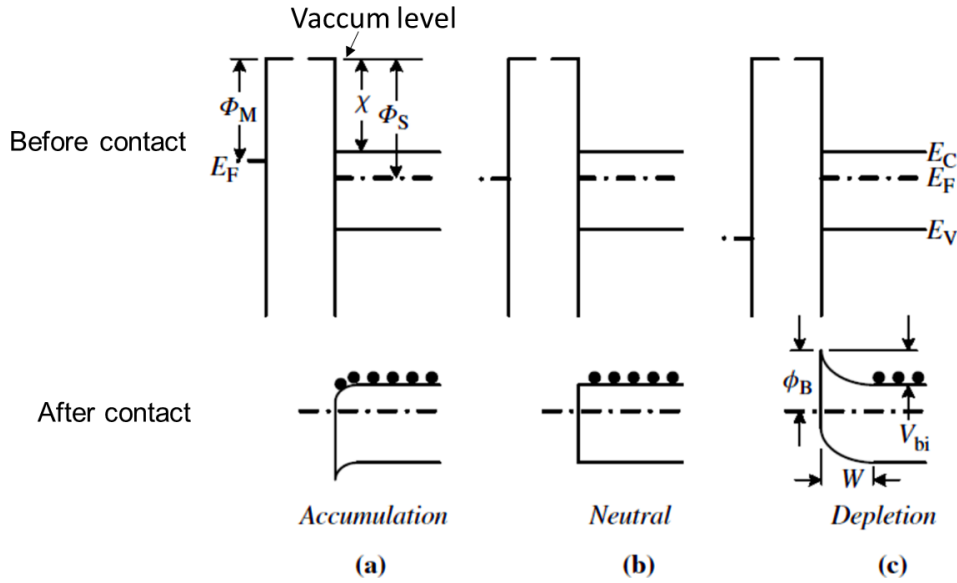 Vaccum level
Φ_M
χ
Φ_S
Before contact
E_F
E_C
E_F
E_V
After contact
ϕ_B
V_bi
W
Accumulation
Neutral
Depletion
(a)
(b)
(c)